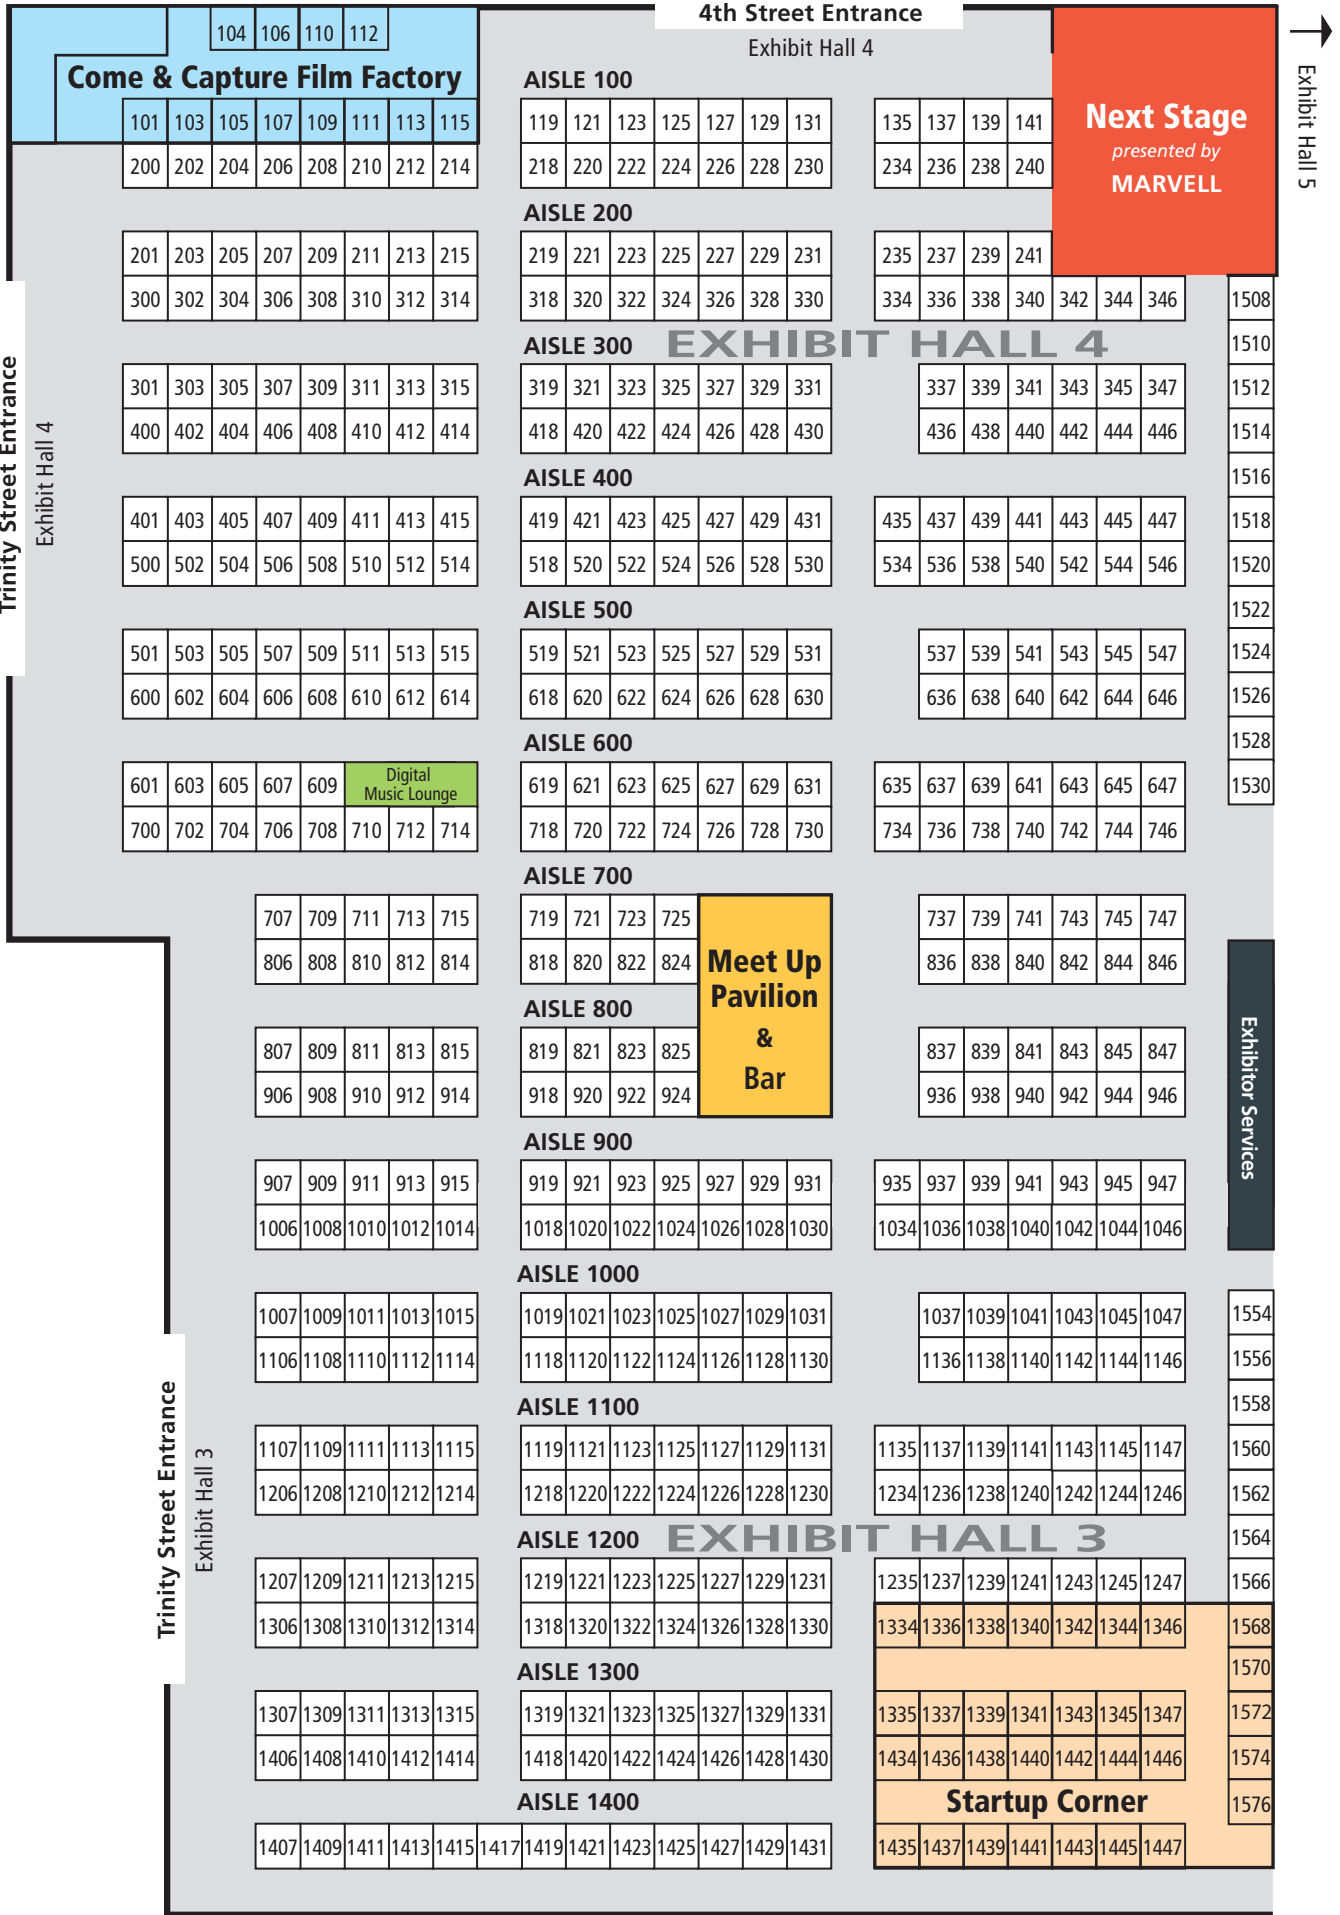 4th Street Entrance
Exhibit Hall 4
Exhibit Hall 5
104 106 110 112
Come & Capture Film Factory
AISLE 100
Next Stage
presented by
MARVELL
101 103 105 107 109 111 113 115 119 121 123 125 127 129 131 135 137 139 141
200 202 204 206 208 210 212 214 218 220 222 224 226 228 230 234 236 238 240
AISLE 200
201 203 205 207 209 211 213 215 219 221 223 225 227 229 231 235 237 239 241
300 302 304 306 308 310 312 314 318 320 322 324 326 328 330 334 336 338 340 342 344 346 1508
AISLE 300 EXHIBIT HALL 4 1510
301 303 305 307 309 311 313 315 319 321 323 325 327 329 331 337 339 341 343 345 347 1512
400 402 404 406 408 410 412 414 418 420 422 424 426 428 430 436 438 440 442 444 446 1514
Trinity Street Entrance
Exhibit Hall 4
AISLE 400 1516
401 403 405 407 409 411 413 415 419 421 423 425 427 429 431 435 437 439 441 443 445 447 1518
500 502 504 506 508 510 512 514 518 520 522 524 526 528 530 534 536 538 540 542 544 546 1520
AISLE 500 1522
501 503 505 507 509 511 513 515 519 521 523 525 527 529 531 537 539 541 543 545 547 1524
600 602 604 606 608 610 612 614 618 620 622 624 626 628 630 636 638 640 642 644 646 1526
AISLE 600 1528
601 603 605 607 609 Digital Music Lounge 619 621 623 625 627 629 631 635 637 639 641 643 645 647 1530
700 702 704 706 708 710 712 714 718 720 722 724 726 728 730 734 736 738 740 742 744 746
AISLE 700
707 709 711 713 715 719 721 723 725 737 739 741 743 745 747
806 808 810 812 814 818 820 822 824 836 838 840 842 844 846
Meet Up
Pavilion
&
Bar
AISLE 800
807 809 811 813 815 819 821 823 825 837 839 841 843 845 847
906 908 910 912 914 918 920 922 924 936 938 940 942 944 946
Exhibitor Services
AISLE 900
907 909 911 913 915 919 921 923 925 927 929 931 935 937 939 941 943 945 947
1006 1008 1010 1012 1014 1018 1020 1022 1024 1026 1028 1030 1034 1036 1038 1040 1042 1044 1046
AISLE 1000
1007 1009 1011 1013 1015 1019 1021 1023 1025 1027 1029 1031 1037 1039 1041 1043 1045 1047 1554
1106 1108 1110 1112 1114 1118 1120 1122 1124 1126 1128 1130 1136 1138 1140 1142 1144 1146 1556
AISLE 1100 1558
1107 1109 1111 1113 1115 1119 1121 1123 1125 1127 1129 1131 1135 1137 1139 1141 1143 1145 1147 1560
1206 1208 1210 1212 1214 1218 1220 1222 1224 1226 1228 1230 1234 1236 1238 1240 1242 1244 1246 1562
Trinity Street Entrance
Exhibit Hall 3
AISLE 1200 EXHIBIT HALL 3 1564
1207 1209 1211 1213 1215 1219 1221 1223 1225 1227 1229 1231 1235 1237 1239 1241 1243 1245 1247 1566
1306 1308 1310 1312 1314 1318 1320 1322 1324 1326 1328 1330 1334 1336 1338 1340 1342 1344 1346 1568
AISLE 1300 1570
1307 1309 1311 1313 1315 1319 1321 1323 1325 1327 1329 1331 1335 1337 1339 1341 1343 1345 1347 1572
1406 1408 1410 1412 1414 1418 1420 1422 1424 1426 1428 1430 1434 1436 1438 1440 1442 1444 1446 1574
AISLE 1400 Startup Corner 1576
1407 1409 1411 1413 1415 1417 1419 1421 1423 1425 1427 1429 1431 1435 1437 1439 1441 1443 1445 1447